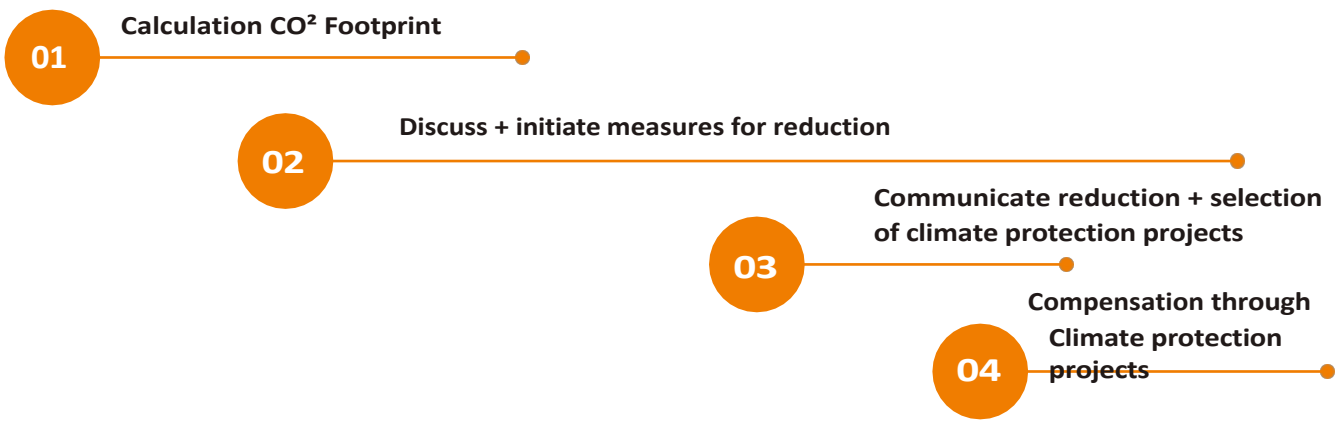 01
Calculation CO² Footprint
02
Discuss + initiate measures for reduction
03
Communicate reduction + selection
of climate protection projects
04
Compensation through
Climate protection
projects